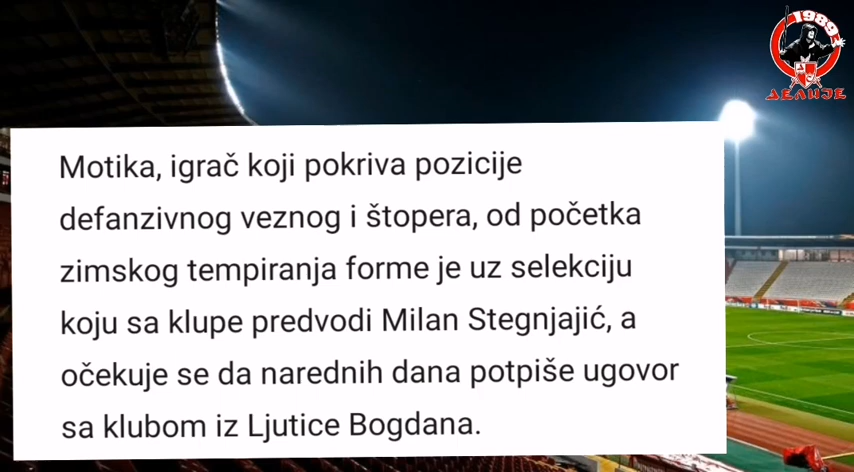 1989
ДЕЛИЈЕ
Motika, igrač koji pokriva pozicije
defanzivnog veznog i štopera, od početka
zimskog tempiranja forme je uz selekciju
koju sa klupe predvodi Milan Stegnjajić, a
očekuje se da narednih dana potpiše ugovor
sa klubom iz Ljutice Bogdana.